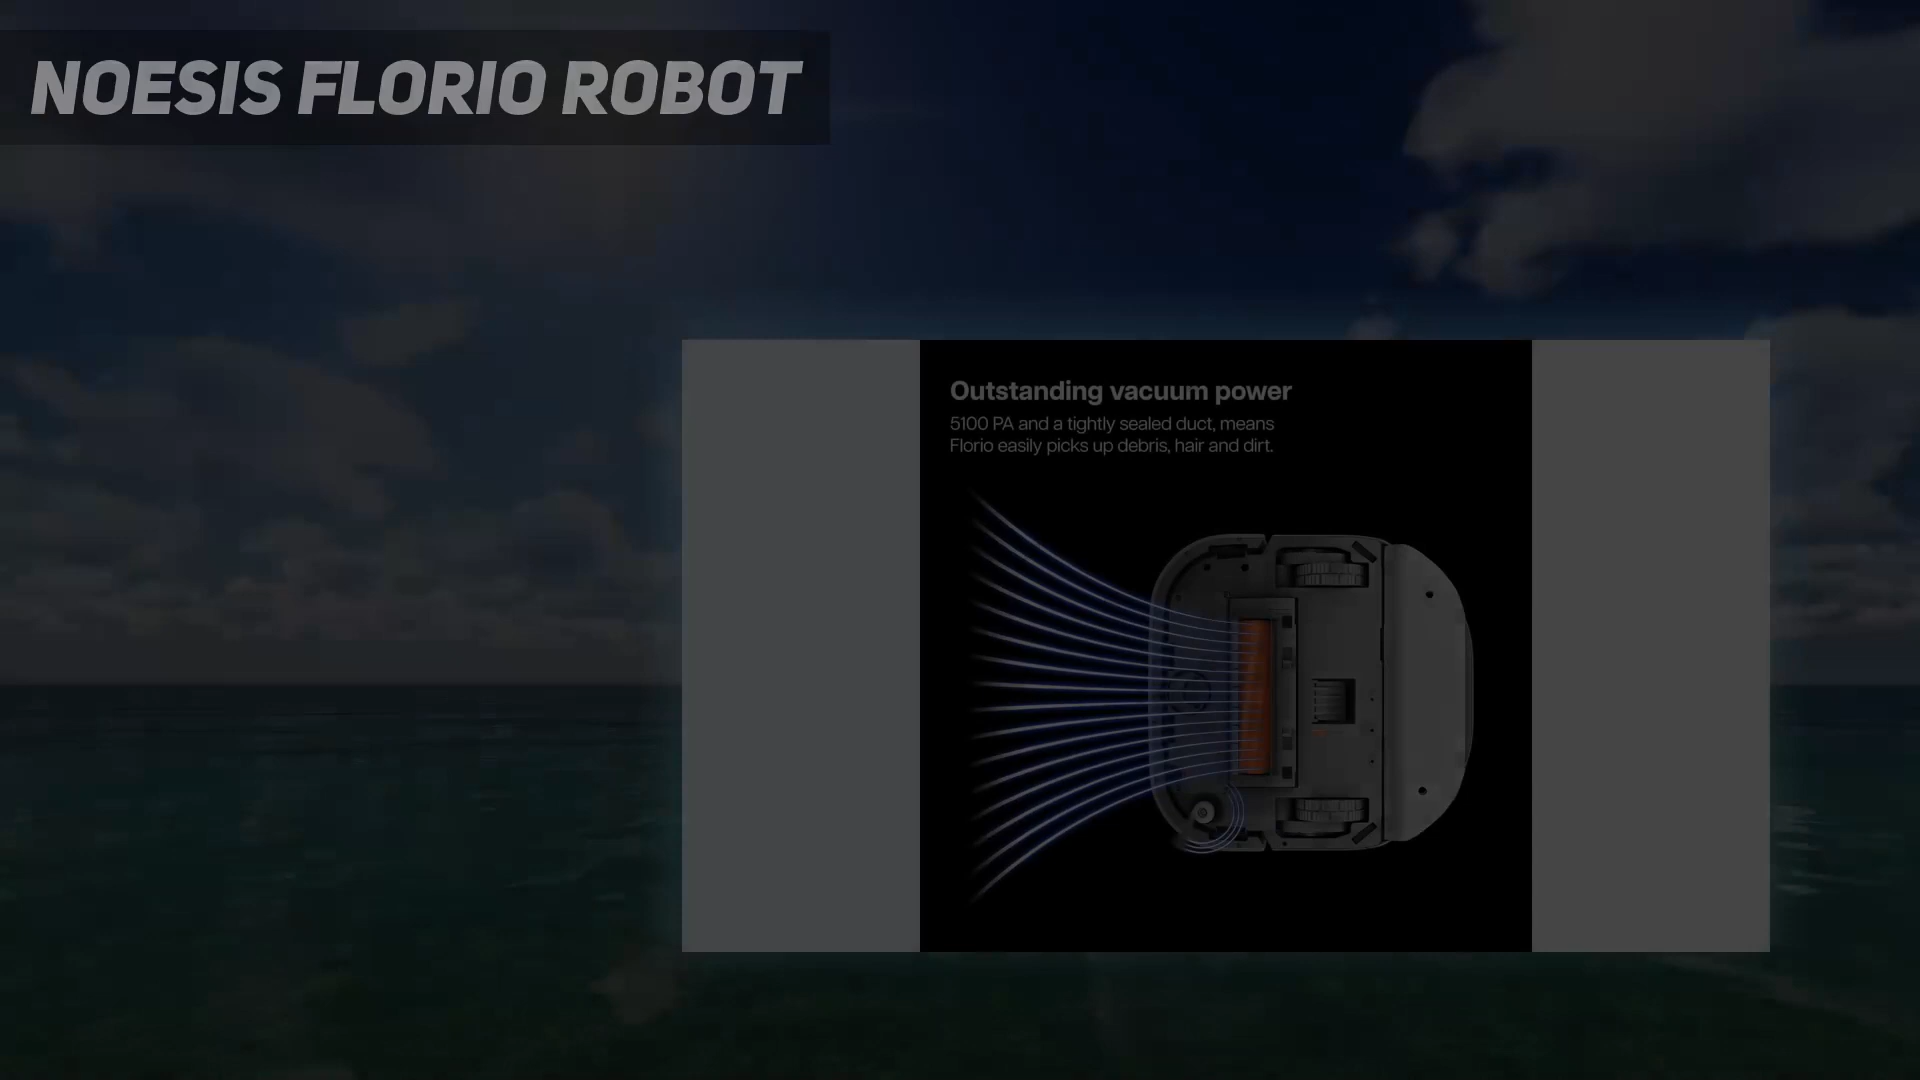 NOESIS FLORIO ROBOT
Outstanding vacuum power
5100 PA and a tightly sealed duct, means
Florio easily picks up debris, hair and dirt.